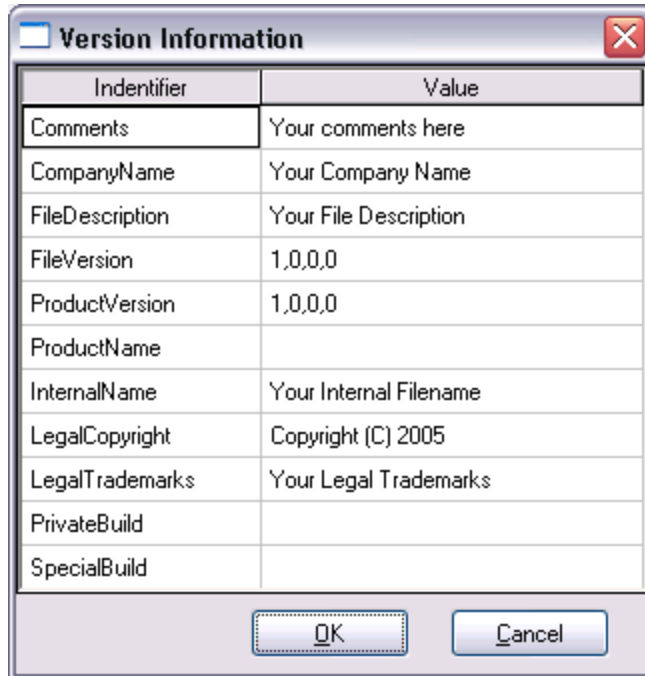 Version Information
Indentifier Value
Comments Your comments here
CompanyName Your Company Name
FileDescription Your File Description
FileVersion 1,0,0,0
ProductVersion 1,0,0,0
ProductName
InternalName Your Internal Filename
LegalCopyright Copyright (C) 2005
LegalTrademarks Your Legal Trademarks
PrivateBuild
SpecialBuild
OK Cancel